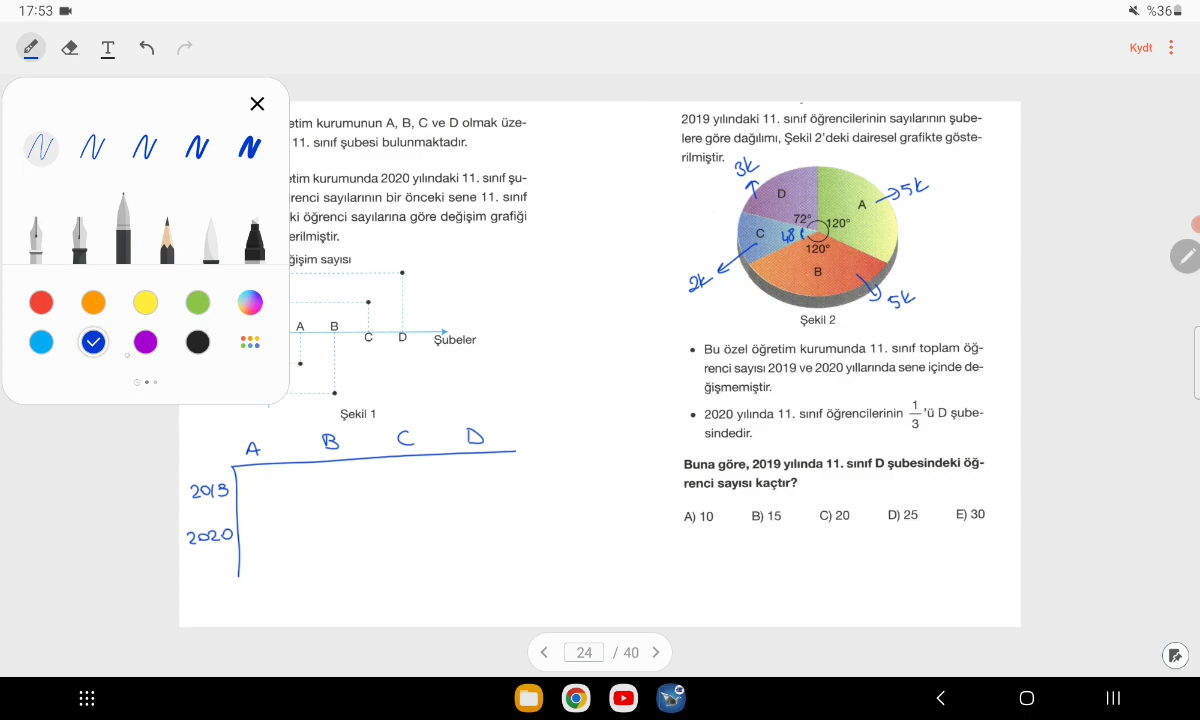 17:53
%36
T
Kydt
etim kurumunun A, B, C ve D olmak üze-
11. sınıf şubesi bulunmaktadır.
etim kurumunda 2020 yılındaki 11. sınıf şu-
renci sayılarının bir önceki sene 11. sınıf
ki öğrenci sayılarına göre değişim grafiği
erilmiştir.
ğişim sayısı
A
B
C
D
Şubeler
Şekil 1
A B C D
2013
2020
2019 yılındaki 11. sınıf öğrencilerinin sayılarının şube-
lere göre dağılımı, Şekil 2'deki dairesel grafikte göste-
rilmiştir.
3k
D
A
5k
72°
120°
C
48
120°
B
2k
5k
Şekil 2
• Bu özel öğretim kurumunda 11. sınıf toplam öğ-
renci sayısı 2019 ve 2020 yıllarında sene içinde de-
ğişmemiştir.
• 2020 yılında 11. sınıf öğrencilerinin 1/3 'ü D şube-
sindedir.
Buna göre, 2019 yılında 11. sınıf D şubesindeki öğ-
renci sayısı kaçtır?
A) 10 B) 15 C) 20 D) 25 E) 30
24 / 40